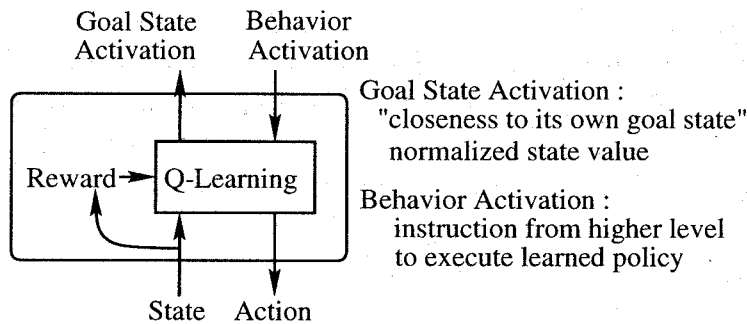 Goal State
Activation
Behavior
Activation
Reward
Q-Learning
State
Action
Goal State Activation :
"closeness to its own goal state"
normalized state value
Behavior Activation :
instruction from higher level
to execute learned policy